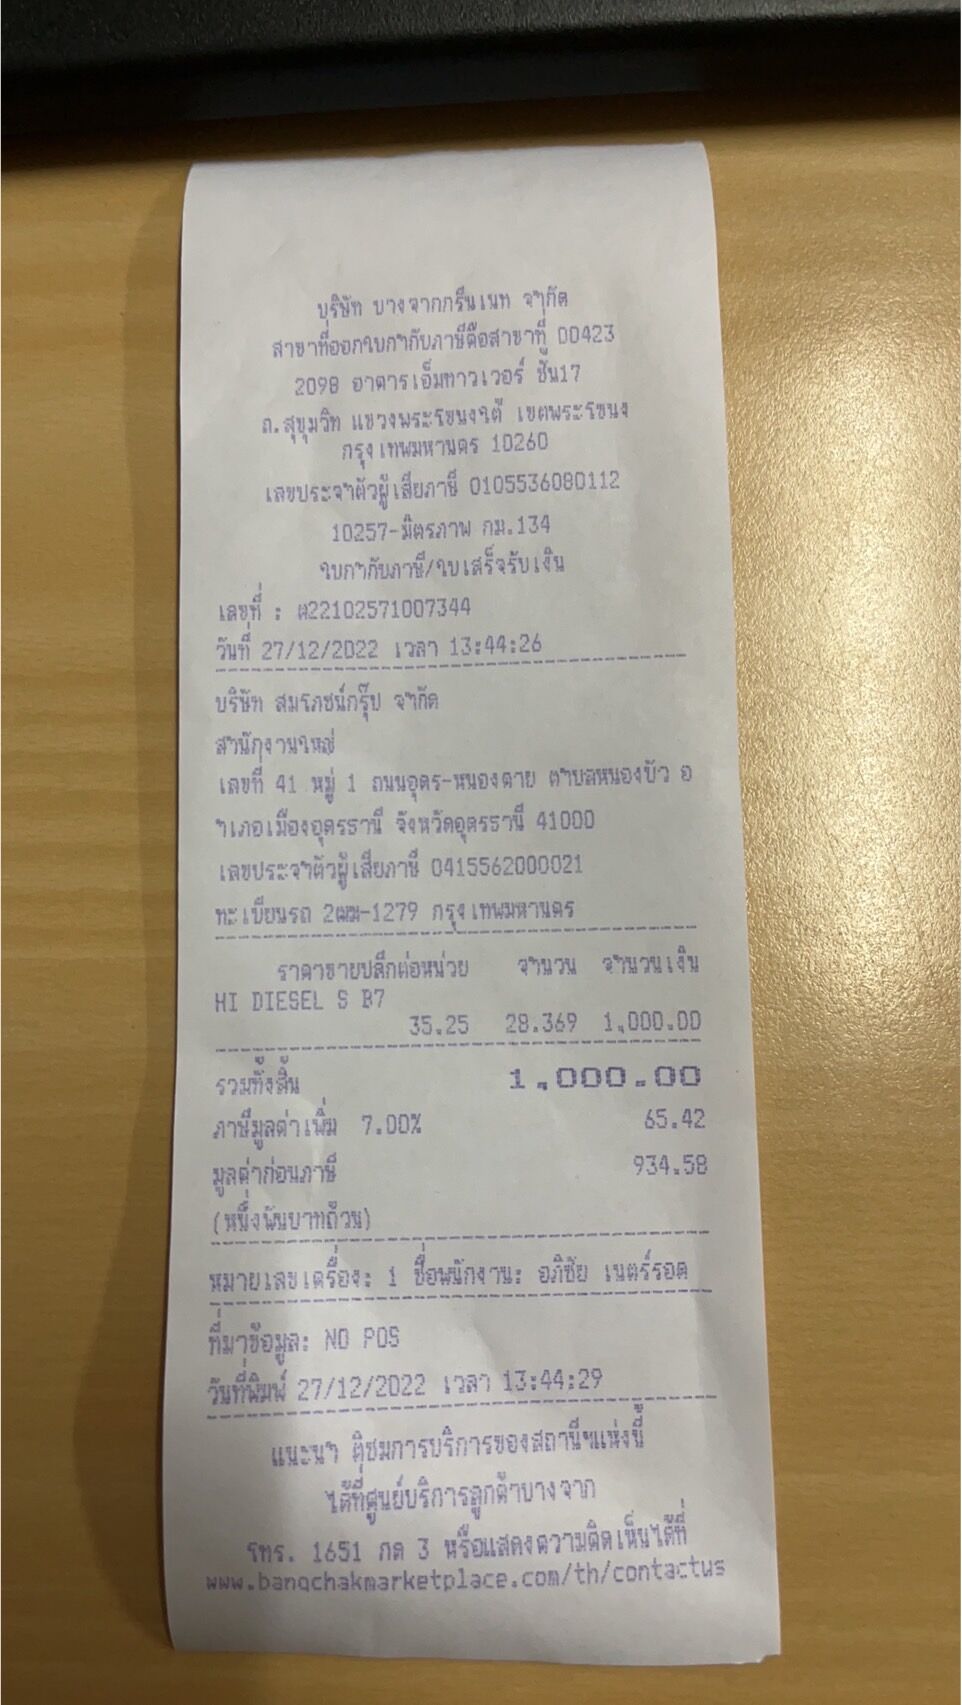 บริษัท บางจากกรีนเนท จำกัด
สาขาที่ออกใบกำกับภาษีคือสาขาที่ 00423
2098 อาคารเอ็มทาวเวอร์ ชั้น17
ถ.สุขุมวิท แขวงพระโขนงใต้ เขตพระโขนง
กรุงเทพมหานคร 10260
เลขประจำตัวผู้เสียภาษี 0105536080112
10257-มิตรภาพ กม.134
ใบกำกับภาษี/ใบเสร็จรับเงิน
เลขที่ : ต22102571007344
วันที่ 27/12/2022 เวลา 13:44:26
บริษัท สมโภชน์กรุ๊ป จำกัด
สำนักงานใหญ่
เลขที่ 41 หมู่ 1 ถนนอุดร-หนองคาย ตำบลหนองบัว อ
ำเภอเมืองอุดรธานี จังหวัดอุดรธานี 41000
เลขประจำตัวผู้เสียภาษี 0415562000021
ทะเบียนรถ 2ฒฒ-1279 กรุงเทพมหานคร
ราคาขายปลีกต่อหน่วย จำนวน จำนวนเงิน
HI DIESEL S B7
35.25 28.369 1,000.00
รวมทั้งสิ้น 1,000.00
ภาษีมูลค่าเพิ่ม 7.00% 65.42
มูลค่าก่อนภาษี 934.58
(หนึ่งพันบาทถ้วน)
หมายเลขเครื่อง: 1 ชื่อพนักงาน: อภิชัย เนตร์รอด
ที่มาข้อมูล: NO POS
วันที่พิมพ์ 27/12/2022 เวลา 13:44:29
แนะนำ ติชมการบริการของสถานีฯแห่งนี้
ได้ที่ศูนย์บริการลูกค้าบางจาก
โทร. 1651 กด 3 หรือแสดงความคิดเห็นได้ที่
www.bangchakmarketplace.com/th/contactus